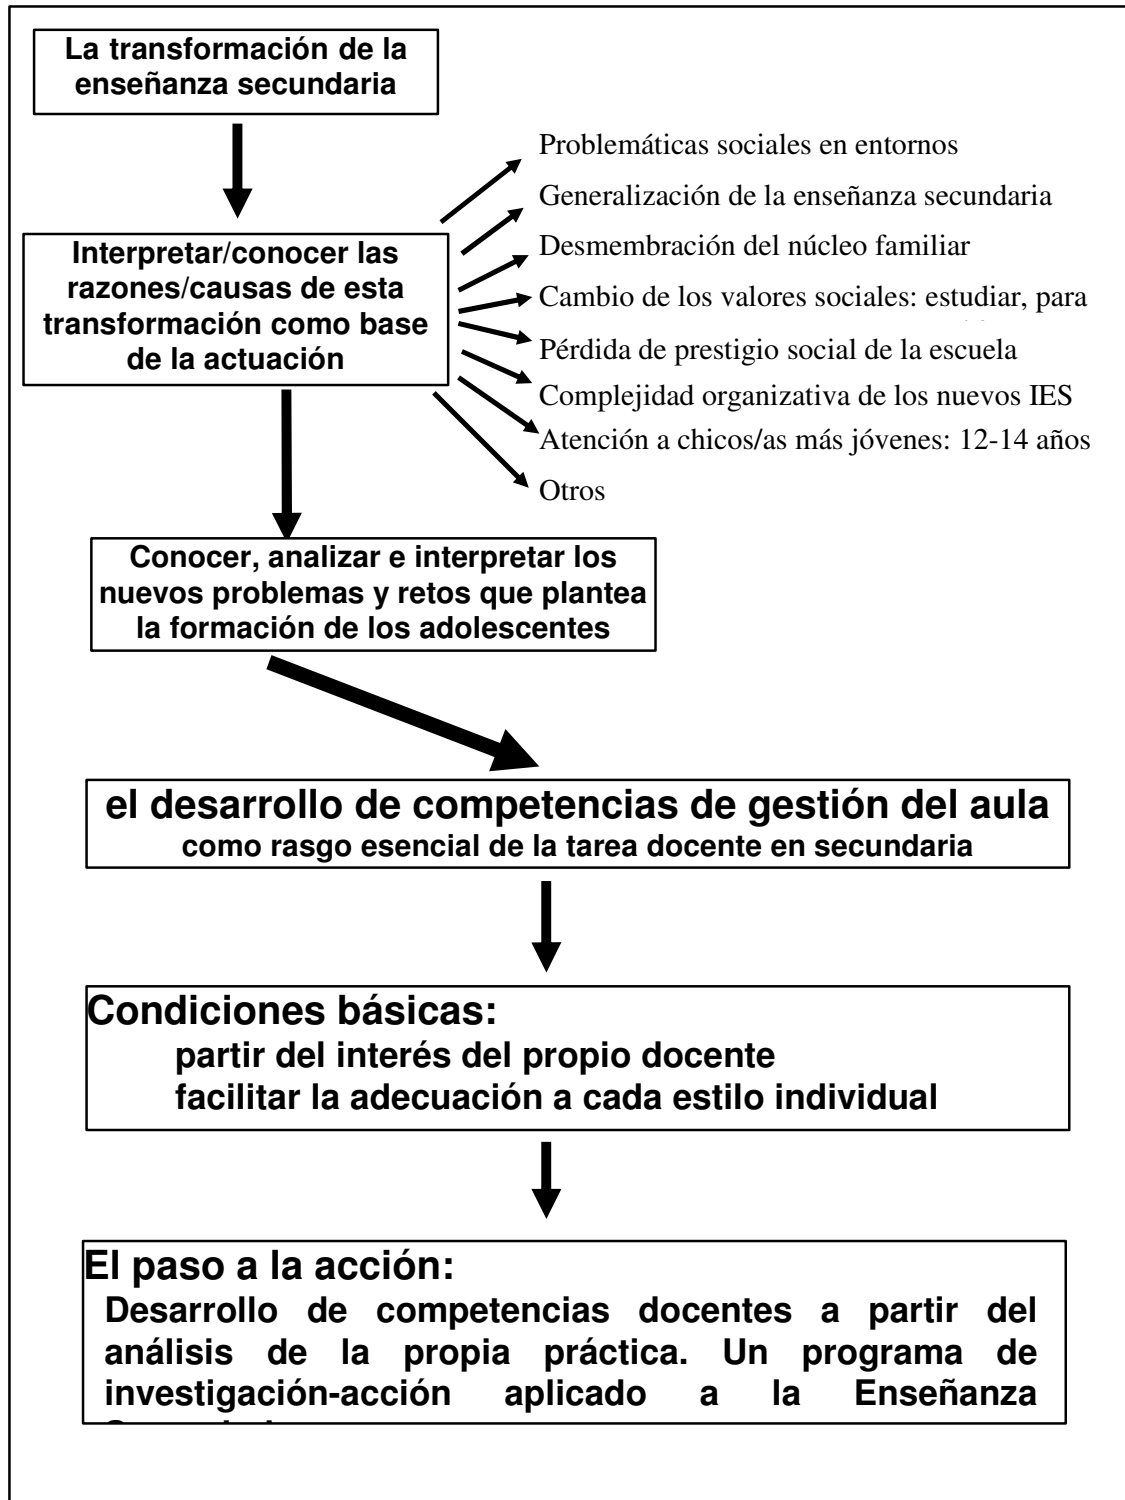 La transformación de la
enseñanza secundaria
Problemáticas sociales en entornos
Generalización de la enseñanza secundaria
Interpretar/conocer las
razones/causas de esta
transformación como base
de la actuación
Desmembración del núcleo familiar
Cambio de los valores sociales: estudiar, para
Pérdida de prestigio social de la escuela
Complejidad organizativa de los nuevos IES
Atención a chicos/as más jóvenes: 12-14 años
Otros
Conocer, analizar e interpretar los
nuevos problemas y retos que plantea
la formación de los adolescentes
el desarrollo de competencias de gestión del aula
como rasgo esencial de la tarea docente en secundaria
Condiciones básicas:
partir del interés del propio docente
facilitar la adecuación a cada estilo individual
El paso a la acción:
Desarrollo de competencias docentes a partir del
análisis de la propia práctica. Un programa de
investigación-acción aplicado a la Enseñanza